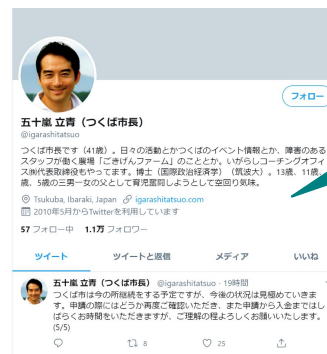 フォロー
五十嵐 立青（つくば市長）
@igarashitatsuo
つくば市長です（41歳）。日々の活動とかつくばのイベント情報とか、障害のある
スタッフが働く農場「ごきげんファーム」のこととか。いがらしコーチングオフィ
ス㈱代表取締役もやってます。博士（国際政治経済学）（筑波大）。13歳、11歳、
歳、5歳の三男一女の父として育児奮闘しようとして空回り気味。
Tsukuba, Ibaraki, Japan igarashitatsuo.com
2010年5月からTwitterを利用しています
57 フォロー中 1.1万 フォロワー
ツイート ツイートと返信 メディア いいね
五十嵐 立青（つくば市長） @igarashitatsuo · 19時間
つくば市は今の所継続をする予定ですが、今後の状況は見極めていきま
す。申請の際にはどうか再度ご確認いただき、また申請から入金までしば
らくお時間をいただきますが、ご理解の程よろしくお願いいたします。
(5/5)
8 25